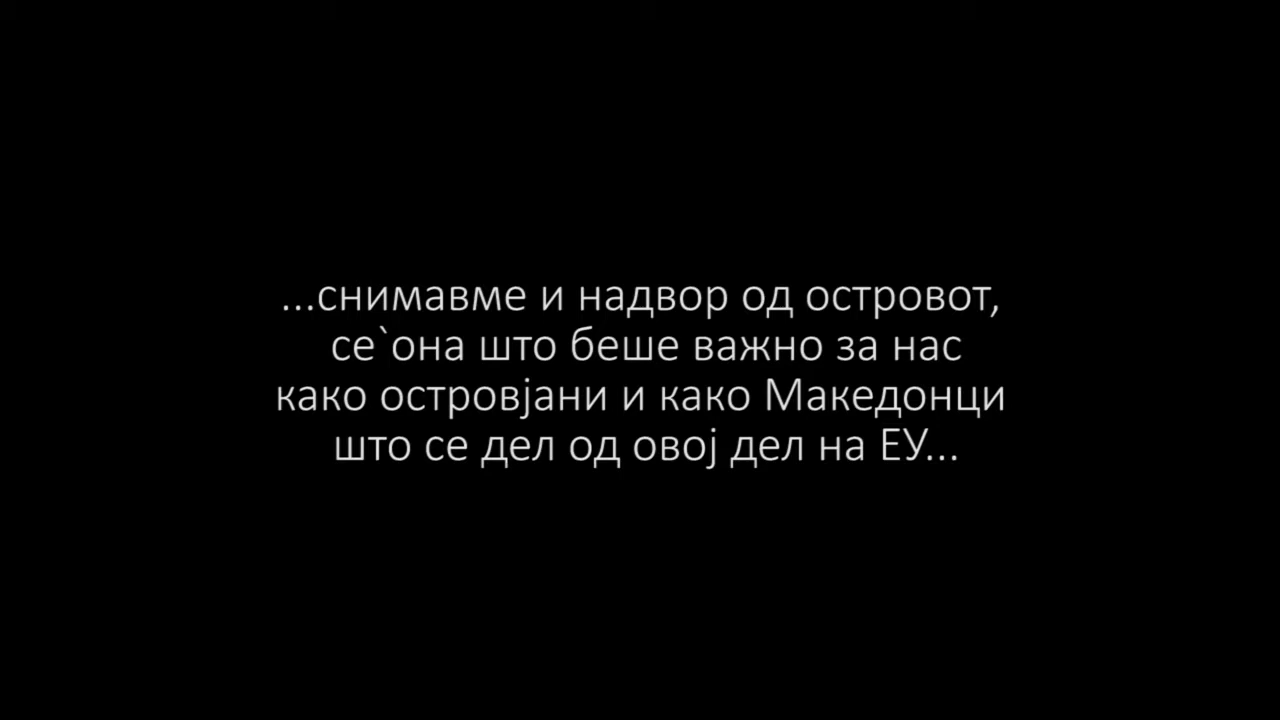 ...снимавме и надвор од островот,
се`она што беше важно за нас
како островјани и како Македонци
што се дел од овој дел на ЕУ...